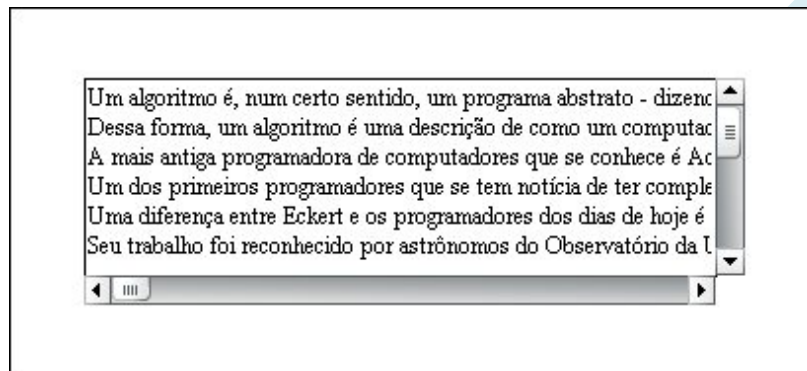 Um algoritmo é, num certo sentido, um programa abstrato - dizenc
Dessa forma, um algoritmo é uma descrição de como um computac
A mais antiga programadora de computadores que se conhece é Ac
Um dos primeiros programadores que se tem notícia de ter comple
Uma diferença entre Eckert e os programadores dos dias de hoje é
Seu trabalho foi reconhecido por astrônomos do Observatório da U